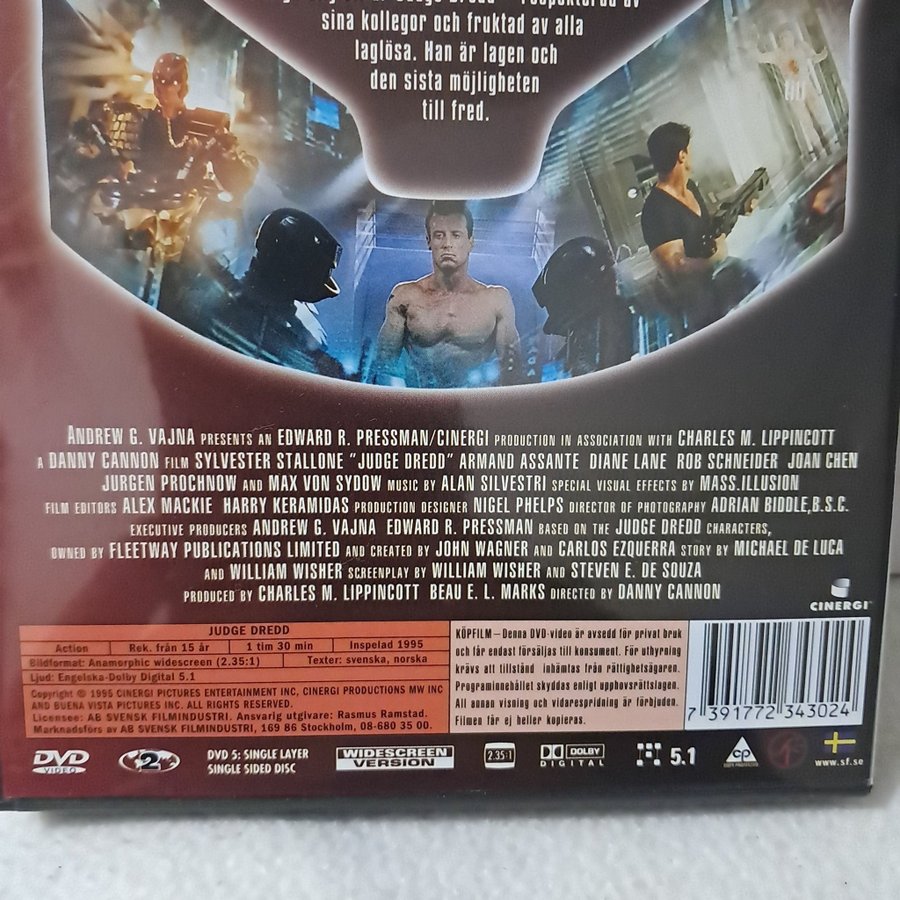 sina kollegor och fruktad av alla
laglösa. Han är lagen och
den sista möjligheten
till fred.
ANDREW G. VAJNA PRESENTS AN EDWARD R. PRESSMAN/CINERGI PRODUCTION IN ASSOCIATION WITH CHARLES M. LIPPINCOTT
A DANNY CANNON FILM SYLVESTER STALLONE "JUDGE DREDD" ARMAND ASSANTE DIANE LANE ROB SCHNEIDER JOAN CHEN
JURGEN PROCHNOW AND MAX VON SYDOW MUSIC BY ALAN SILVESTRI SPECIAL VISUAL EFFECTS BY MASS.ILLUSION
FILM EDITORS ALEX MACKIE HARRY KERAMIDAS PRODUCTION DESIGNER NIGEL PHELPS DIRECTOR OF PHOTOGRAPHY ADRIAN BIDDLE,B.S.C.
EXECUTIVE PRODUCERS ANDREW G. VAJNA EDWARD R. PRESSMAN BASED ON THE JUDGE DREDD CHARACTERS,
OWNED BY FLEETWAY PUBLICATIONS LIMITED AND CREATED BY JOHN WAGNER AND CARLOS EZQUERRA STORY BY MICHAEL DE LUCA
AND WILLIAM WISHER SCREENPLAY BY WILLIAM WISHER AND STEVEN E. DE SOUZA
PRODUCED BY CHARLES M. LIPPINCOTT BEAU E. L. MARKS DIRECTED BY DANNY CANNON
CINERGI
JUDGE DREDD
Action Rek. från 15 år 1 tim 30 min Inspelad 1995
Bildformat: Anamorphic widescreen (2.35:1) Texter: svenska, norska
Ljud: Engelska-Dolby Digital 5.1
Copyright © 1995 CINERGI PICTURES ENTERTAINMENT INC, CINERGI PRODUCTIONS MW INC
AND BUENA VISTA PICTURES INC. ALL RIGHTS RESERVED.
Licensee: AB SVENSK FILMINDUSTRI. Ansvarig utgivare: Rasmus Ramstad.
Marknadsförs av AB SVENSK FILMINDUSTRI, 169 86 Stockholm, 08-680 35 00.
KÖPFILM – Denna DVD-video är avsedd för privat bruk
och får endast försäljas till konsument. För uthyrning
krävs att tillstånd inhämtas från rättighetsägaren.
Programinnehållet skyddas enligt upphovsrättslagen.
All annan visning och vidarespridning är förbjuden.
Filmen får ej heller kopieras.
7 391772 343024
DVD VIDEO
2
DVD 5: SINGLE LAYER
SINGLE SIDED DISC
WIDESCREEN
VERSION
2.35:1
DOLBY
DIGITAL
5.1
CP
www.sf.se